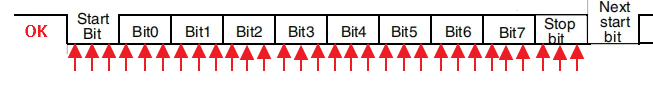 OK
Start
Bit
Bit0
Bit1
Bit2
Bit3
Bit4
Bit5
Bit6
Bit7
Stop
bit
Next
start
bit